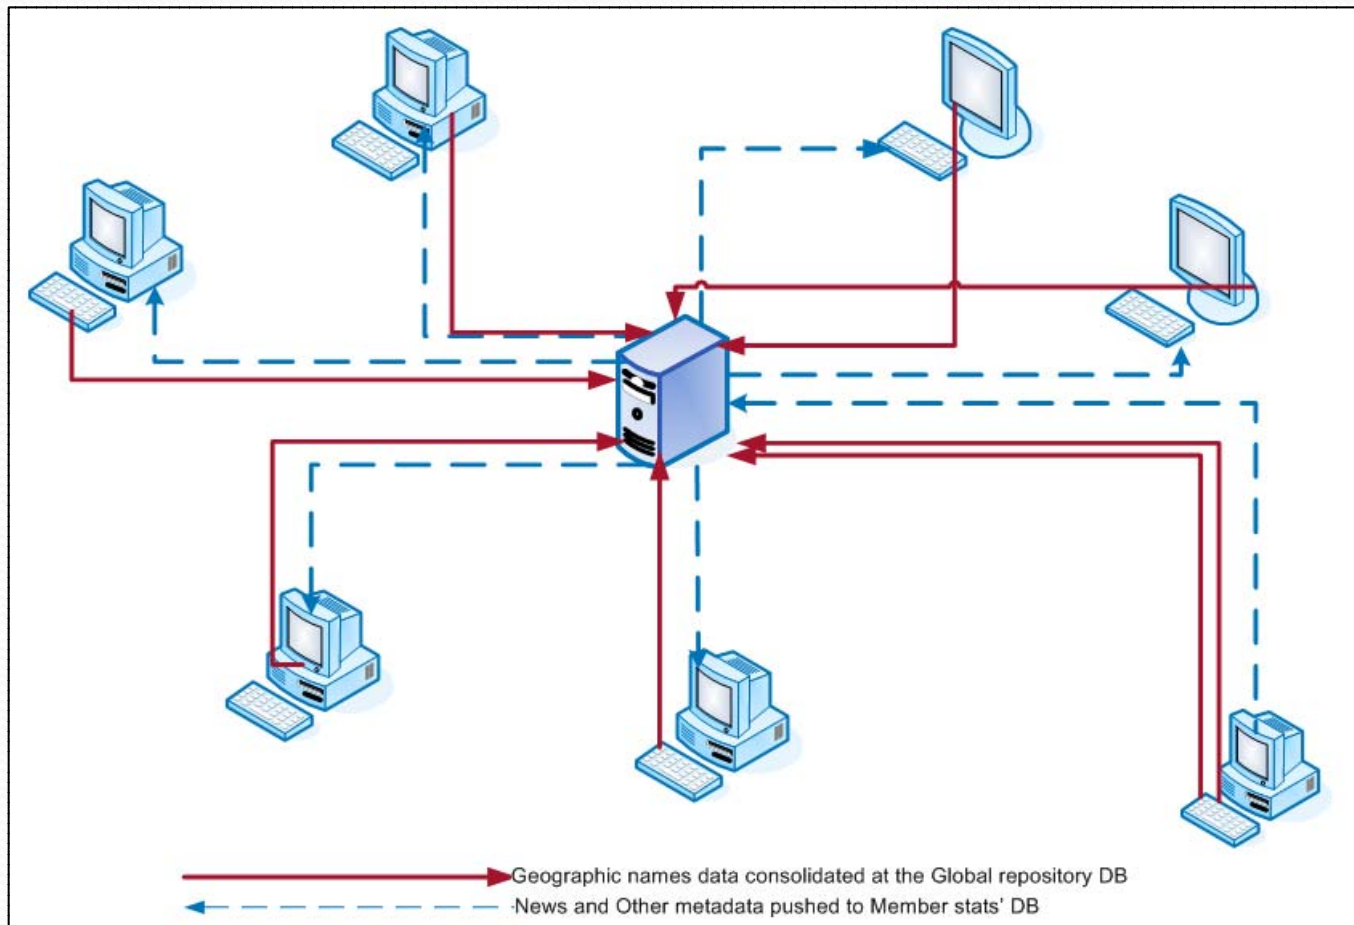 Geographic names data consolidated at the Global repository DB
News and Other metadata pushed to Member stats' DB